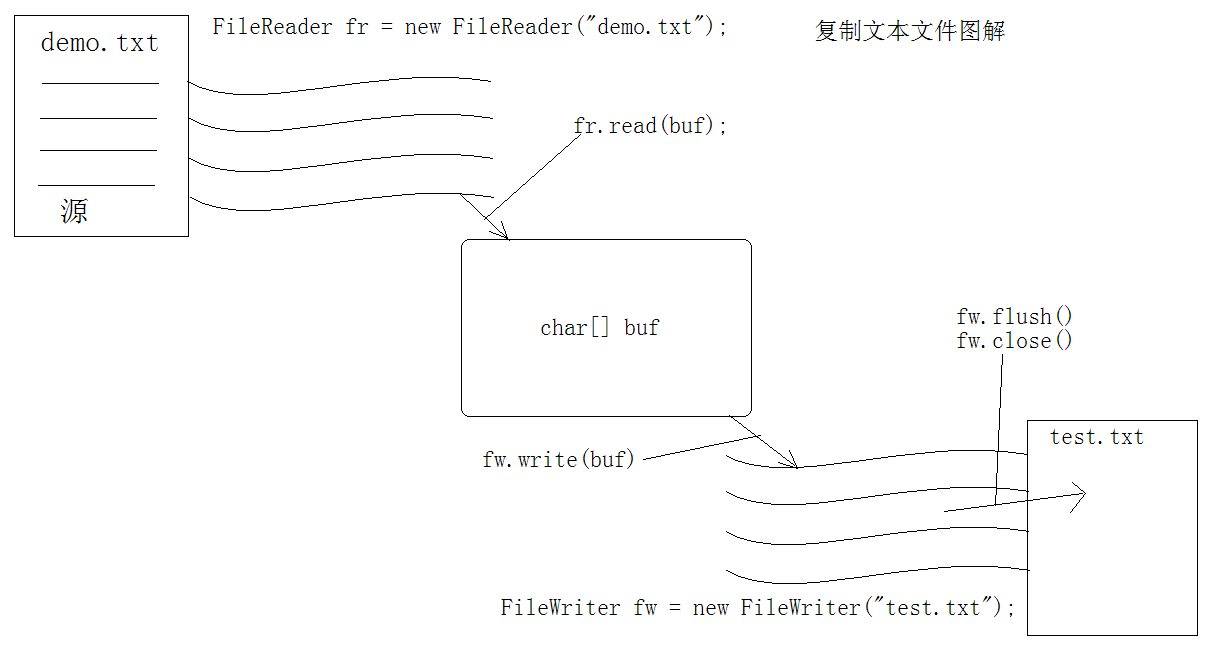 demo.txt
FileReader fr = new FileReader("demo.txt");
复制文本文件图解
fr.read(buf);
源
char[] buf
fw.flush()
fw.close()
test.txt
fw.write(buf)
FileWriter fw = new FileWriter("test.txt");